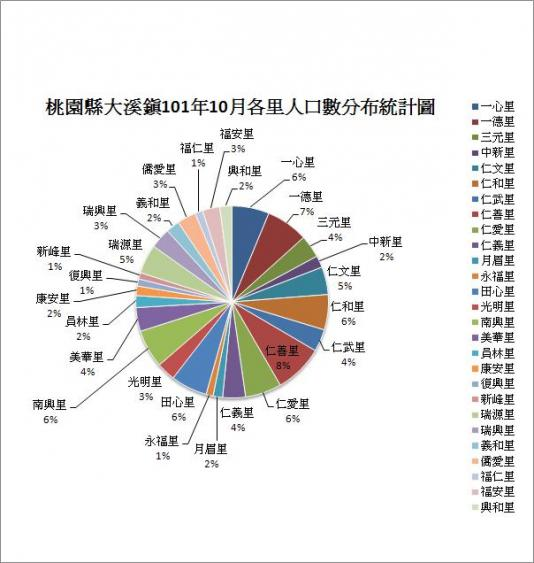 桃園縣大溪鎮101年10月各里人口數分布統計圖
一心里
6%
一德里
7%
三元里
4%
中新里
2%
仁文里
5%
仁和里
6%
仁武里
4%
仁善里
8%
仁愛里
6%
仁義里
4%
月眉里
2%
永福里
1%
田心里
6%
光明里
3%
南興里
6%
美華里
4%
員林里
2%
康安里
2%
復興里
1%
新峰里
1%
瑞源里
5%
瑞興里
3%
義和里
2%
僑愛里
3%
福仁里
1%
福安里
3%
興和里
2%
一心里
一德里
三元里
中新里
仁文里
仁和里
仁武里
仁善里
仁愛里
仁義里
月眉里
永福里
田心里
光明里
南興里
美華里
員林里
康安里
復興里
新峰里
瑞源里
瑞興里
義和里
僑愛里
福仁里
福安里
興和里